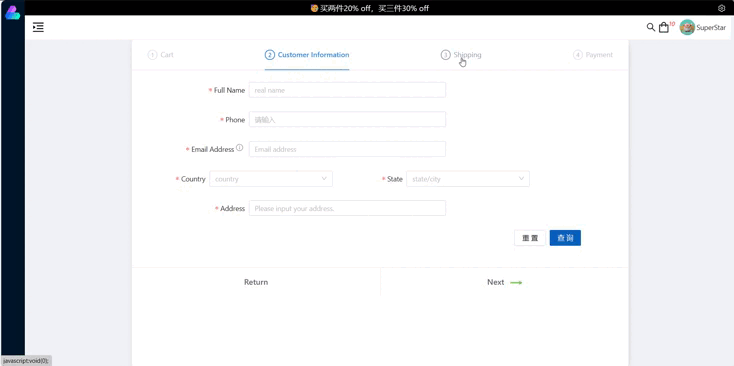 买两件20% off，买三件30% off
10
SuperStar
1 Cart
2 Customer Information
3 Shipping
4 Payment
* Full Name real name
* Phone 请输入
* Email Address Email address
* Country country
* State state/city
* Address Please input your address.
重 置
查 询
Return
Next
javascript:void(0);